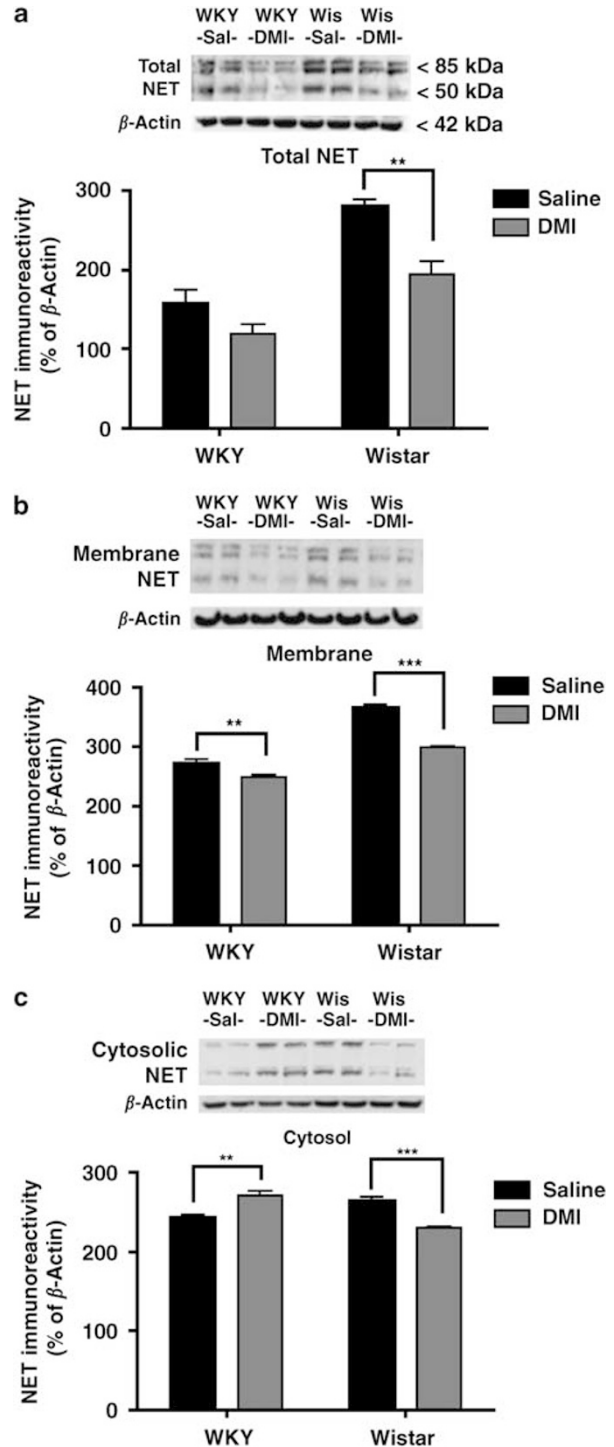 a
WKY WKY Wis Wis
-Sal- -DMI- -Sal- -DMI-
Total < 85 kDa
NET < 50 kDa
β-Actin < 42 kDa
Total NET
**
Saline
DMI
NET immunoreactivity
(% of β-Actin)
300
200
100
0
WKY Wistar
b
WKY WKY Wis Wis
-Sal- -DMI- -Sal- -DMI-
Membrane
NET
β-Actin
Membrane
** ***
Saline
DMI
NET immunoreactivity
(% of β-Actin)
400
300
200
100
0
WKY Wistar
c
WKY WKY Wis Wis
-Sal- -DMI- -Sal- -DMI-
Cytosolic
NET
β-Actin
Cytosol
** ***
Saline
DMI
NET immunoreactivity
(% of β-Actin)
300
200
100
0
WKY Wistar